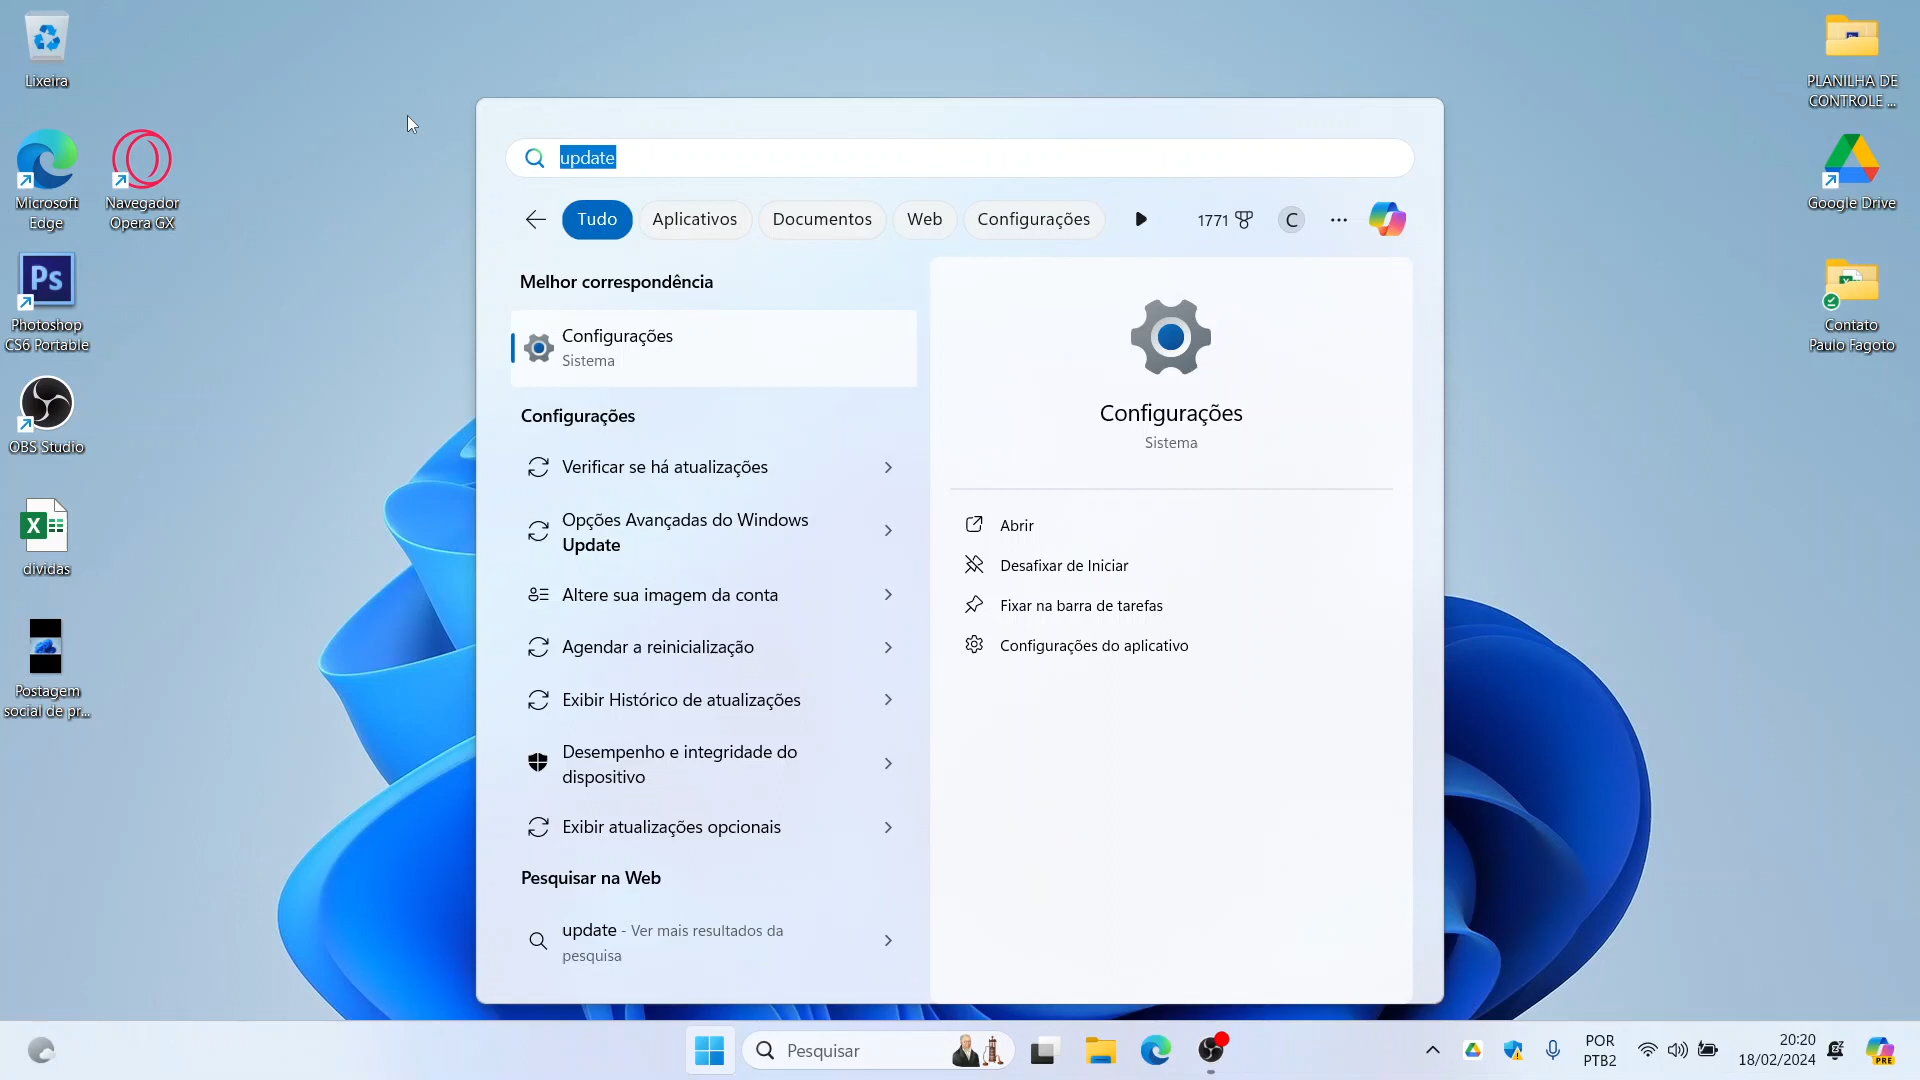 Lixeira
Microsoft
Edge
Navegador
Opera GX
Ps
Photoshop
CS6 Portable
OBS Studio
dividas
Postagem
social de pr...
PLANILHA DE
CONTROLE ...
Google Drive
Contato
Paulo Fagoto
update
Tudo
Aplicativos
Documentos
Web
Configurações
1771
C
Melhor correspondência
Configurações
Sistema
Configurações
Verificar se há atualizações
Opções Avançadas do Windows
Update
Altere sua imagem da conta
Agendar a reinicialização
Exibir Histórico de atualizações
Desempenho e integridade do
dispositivo
Exibir atualizações opcionais
Pesquisar na Web
update - Ver mais resultados da
pesquisa
Configurações
Sistema
Abrir
Desafixar de Iniciar
Fixar na barra de tarefas
Configurações do aplicativo
Pesquisar
POR
PTB2
20:20
18/02/2024
PRE